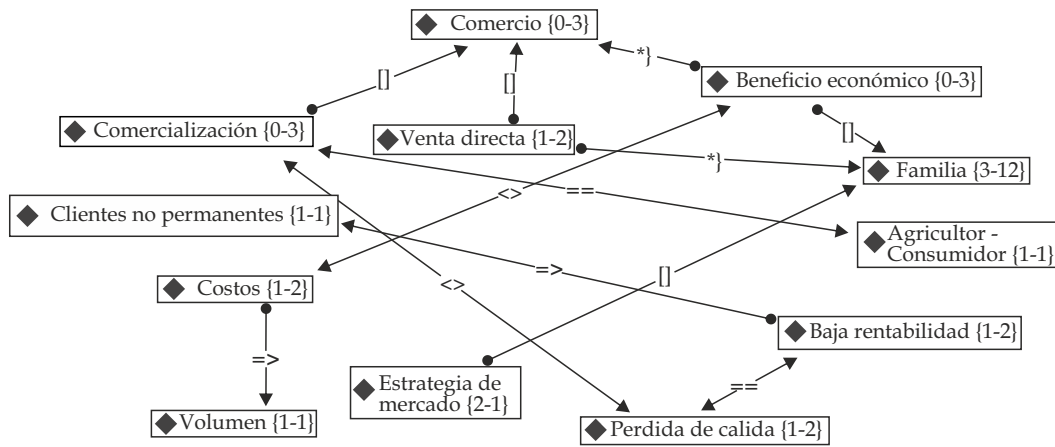 Comercio {0-3}
*}
Beneficio económico {0-3}
[]
[]
Comercialización {0-3}
Venta directa {1-2}
[]
*}
Familia {3-12}
<>
==
Clientes no permanentes {1-1}
Agricultor -
Consumidor {1-1}
=>
[]
Costos {1-2}
<>
Baja rentabilidad {1-2}
=>
==
Estrategia de
mercado {2-1}
Volumen {1-1}
Perdida de calida {1-2}